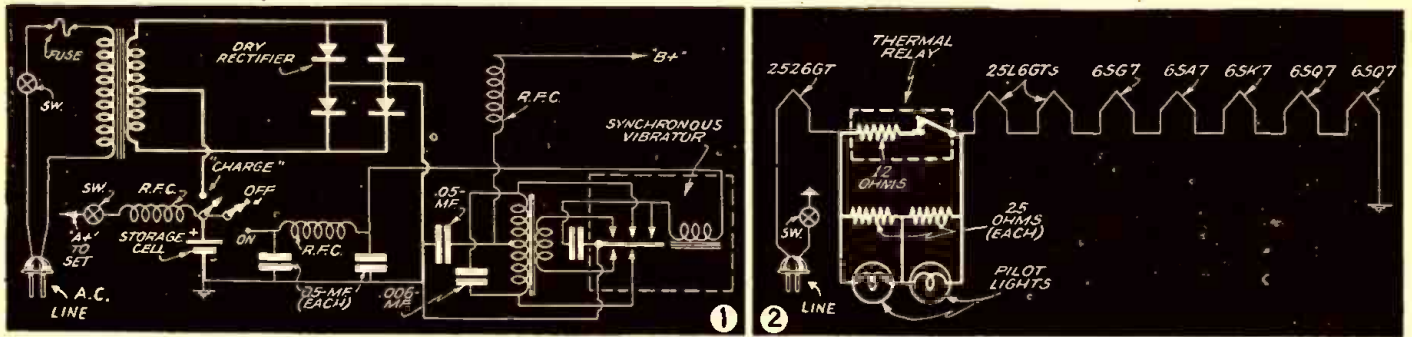 FUSE
SW.
DRY
RECTIFIER
"B+"
R.F.C.
SYNCHRONOUS
VIBRATOR
"CHARGE"
SW.
R.F.C.
OFF
"A+"
TO
SET
STORAGE
CELL
+
-
ON
R.F.C.
.05-
MF.
A.C.
LINE
.05-MF.
(EACH)
.006-
MF.
1
THERMAL
RELAY
2526GT
25L6GTs
6SG7
6SA7
6SK7
6SQ7
6SQ7
12
OHMS
25
OHMS
(EACH)
SW.
LINE
PILOT
LIGHTS
2